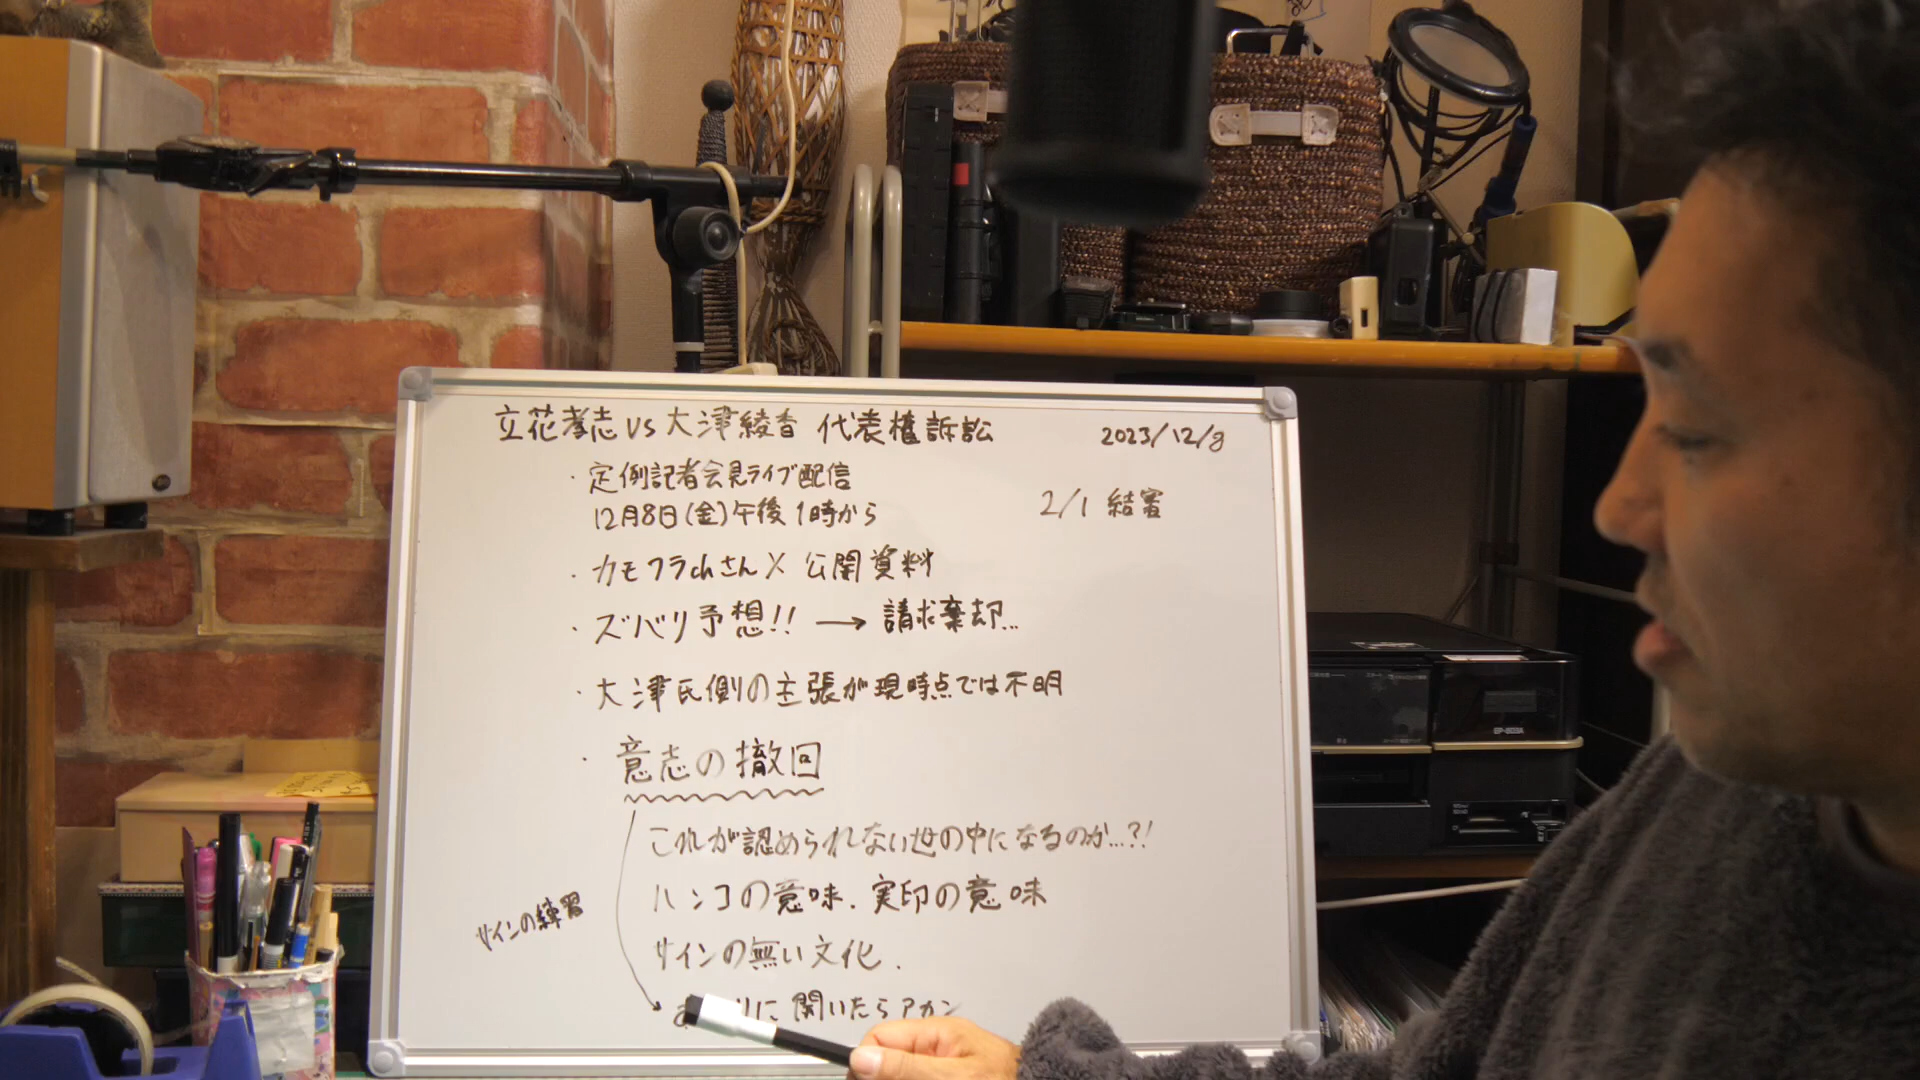 立花孝志 VS 大津綾香 代表権訴訟
2023/12/8
・定例記者会見ライブ配信
12月8日(金)午後1時から
2/1 結審
・カモフラchさん× 公開資料
・ズバリ予想!! → 請求棄却…
・大津氏側の主張が現時点では不明
・意志の撤回
これが認められない世の中になるのか…?!
ハンコの意味、実印の意味
サインの練習
サインの無い文化.
に開いたらアカン